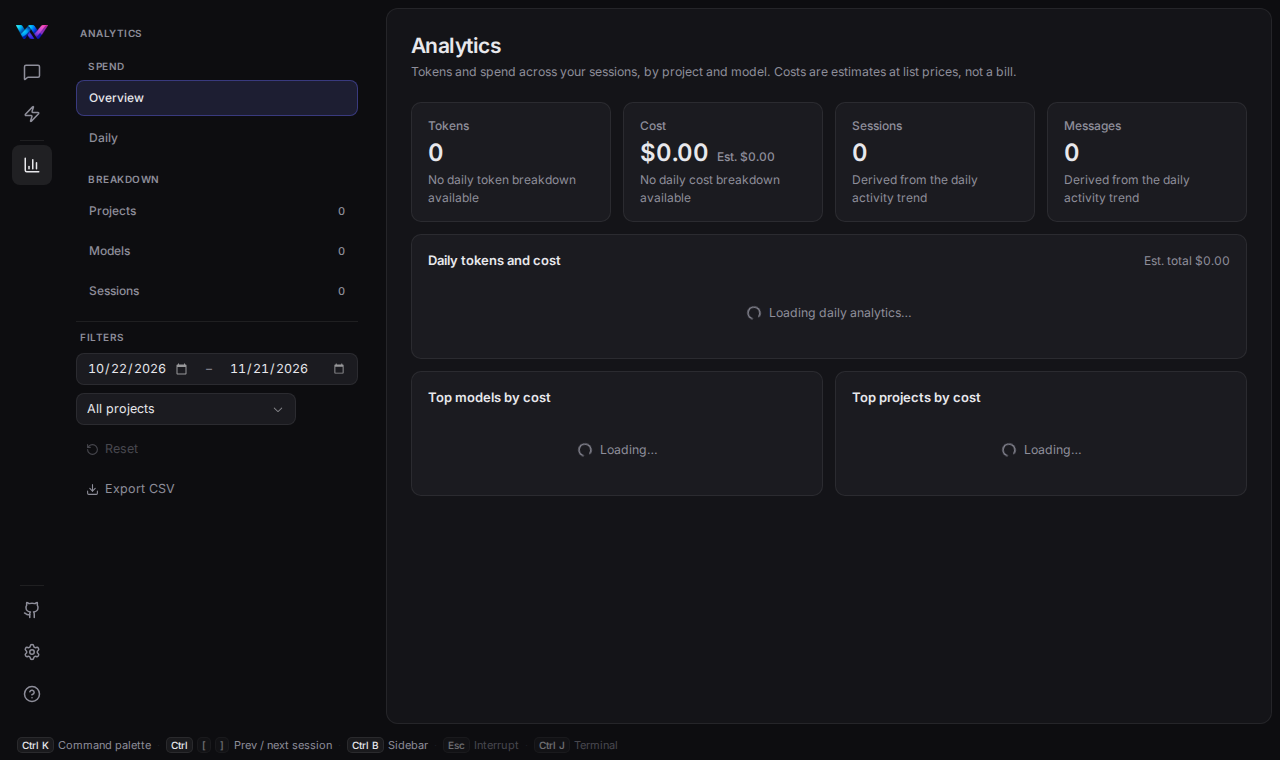 ANALYTICS
SPEND
Overview
Daily
BREAKDOWN
Projects 0
Models 0
Sessions 0
FILTERS
10/22/2026 – 11/21/2026
All projects
Reset
Export CSV
Analytics
Tokens and spend across your sessions, by project and model. Costs are estimates at list prices, not a bill.
Tokens
0
No daily token breakdown
available
Cost
$0.00 Est. $0.00
No daily cost breakdown
available
Sessions
0
Derived from the daily
activity trend
Messages
0
Derived from the daily
activity trend
Daily tokens and cost Est. total $0.00
Loading daily analytics...
Top models by cost
Loading...
Top projects by cost
Loading...
Ctrl K Command palette Ctrl [ ] Prev / next session Ctrl B Sidebar Esc Interrupt Ctrl J Terminal